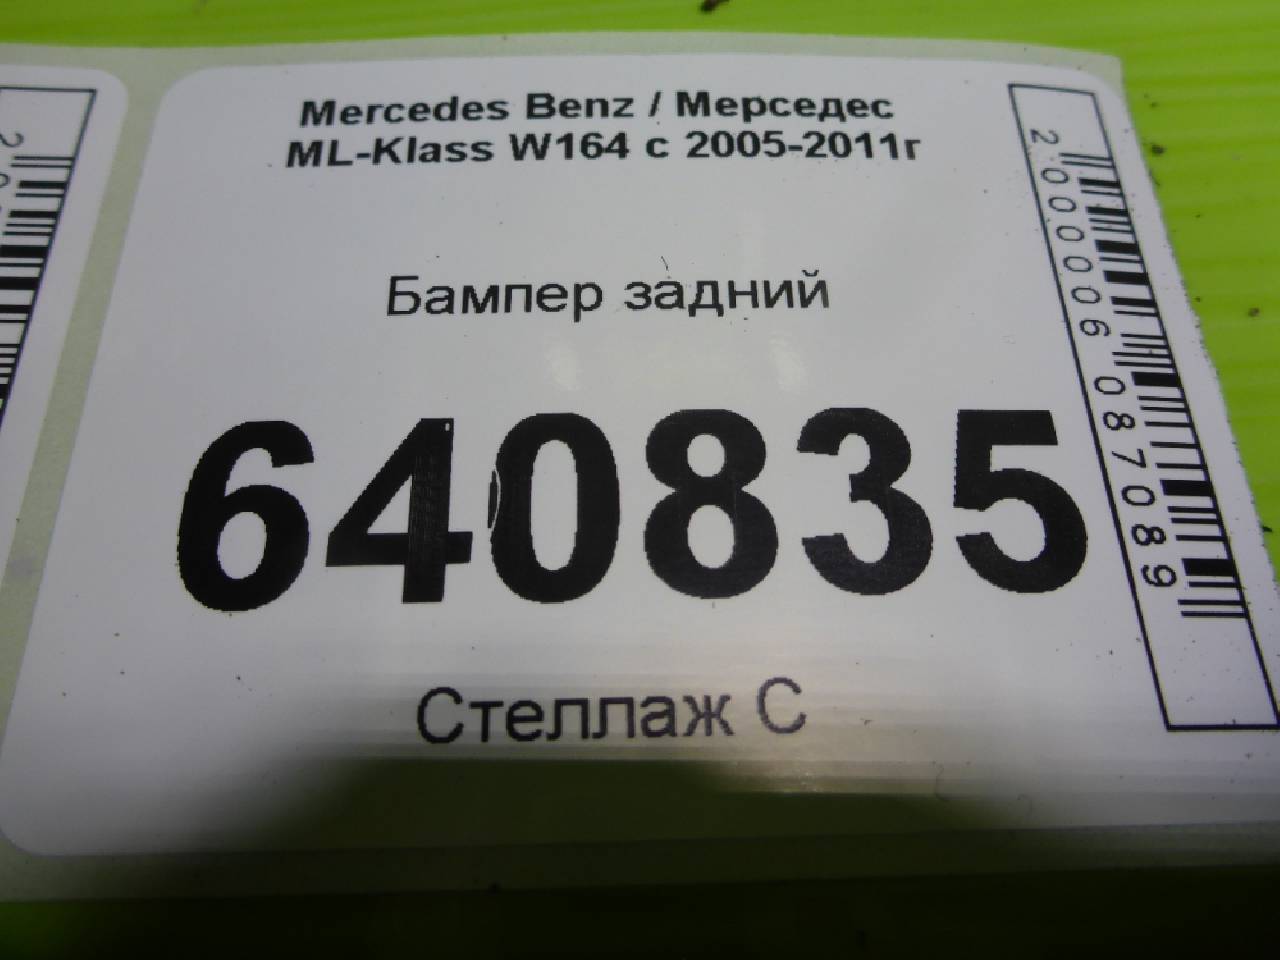 Mercedes Benz / Мерседес
ML-Klass W164 с 2005-2011г
Бампер задний
640835
Стеллаж С
2000006087089